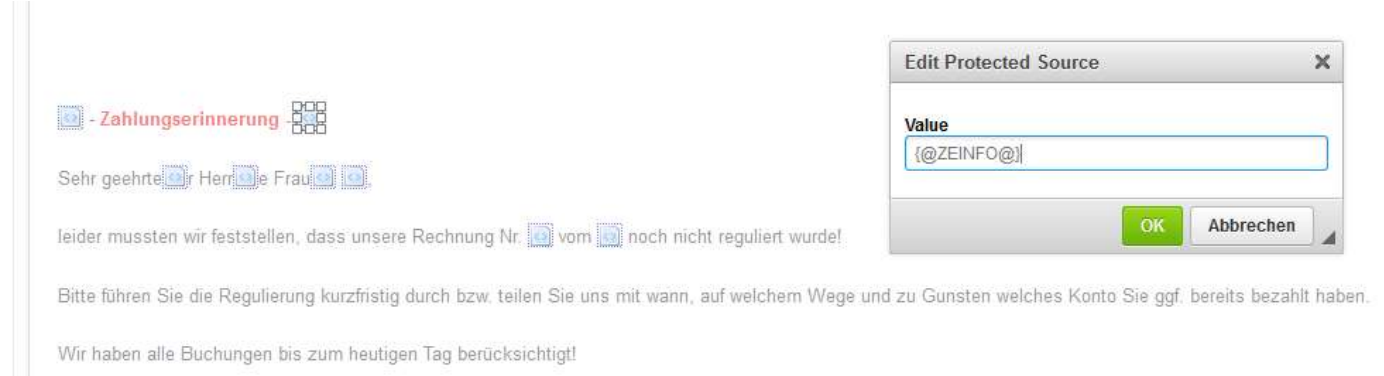 Edit Protected Source
- Zahlungserinnerung -
Value
{@ZEINFO@}
Sehr geehrte r Herr e Frau ,
OK Abbrechen
leider mussten wir feststellen, dass unsere Rechnung Nr. vom noch nicht reguliert wurde!
Bitte führen Sie die Regulierung kurzfristig durch bzw. teilen Sie uns mit wann, auf welchem Wege und zu Gunsten welches Konto Sie ggf. bereits bezahlt haben.
Wir haben alle Buchungen bis zum heutigen Tag berücksichtigt!